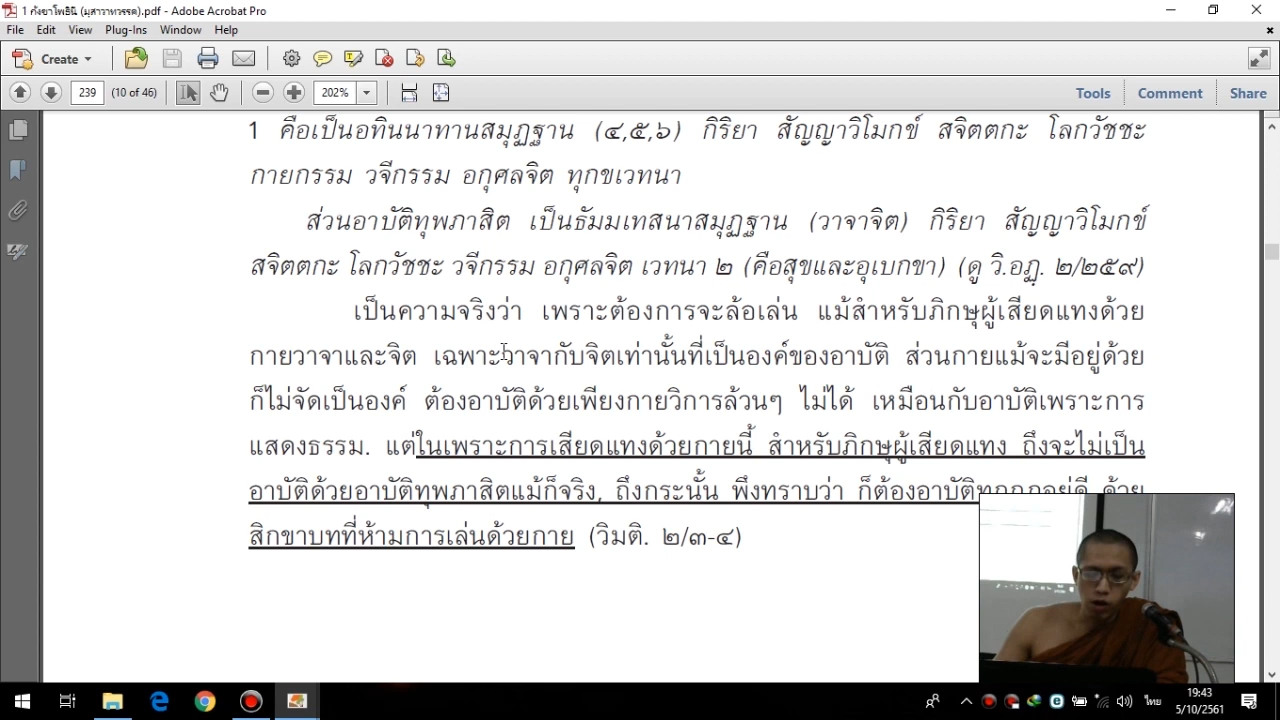 1 กังขาโพธินี (มุสาวาทวรรค).pdf - Adobe Acrobat Pro
File Edit View Plug-Ins Window Help
Create
239 (10 of 46) 202% Tools Comment Share
1 คือเป็นอทินนาทานสมุฏฐาน (๔,๕,๖) กิริยา สัญญาวิโมกข์ สจิตตกะ โลกวัชชะ
กายกรรม วจีกรรม อกุศลจิต ทุกขเวทนา
ส่วนอาบัติทุพภาสิต เป็นธัมมเทสนาสมุฏฐาน (วาจาจิต) กิริยา สัญญาวิโมกข์
สจิตตกะ โลกวัชชะ วจีกรรม อกุศลจิต เวทนา ๒ (คือสุขและอุเบกขา) (ดู วิ.อฏฺ. ๒/๒๕๙)
เป็นความจริงว่า เพราะต้องการจะล้อเล่น แม้สำหรับภิกษุผู้เสียดแทงด้วย
กายวาจาและจิต เฉพาะวาจากับจิตเท่านั้นที่เป็นองค์ของอาบัติ ส่วนกายแม้จะมีอยู่ด้วย
ก็ไม่จัดเป็นองค์ ต้องอาบัติด้วยเพียงกายวิการล้วนๆ ไม่ได้ เหมือนกับอาบัติเพราะการ
แสดงธรรม. แต่ในเพราะการเสียดแทงด้วยกายนี้ สำหรับภิกษุผู้เสียดแทง ถึงจะไม่เป็น
อาบัติด้วยอาบัติทุพภาสิตแม้ก็จริง, ถึงกระนั้น พึงทราบว่า ก็ต้องอาบัติทุกกฏอยู่ดี ด้วย
สิกขาบทที่ห้ามการเล่นด้วยกาย (วิมติ. ๒/๓-๔)
ไทย
19:43
5/10/2561